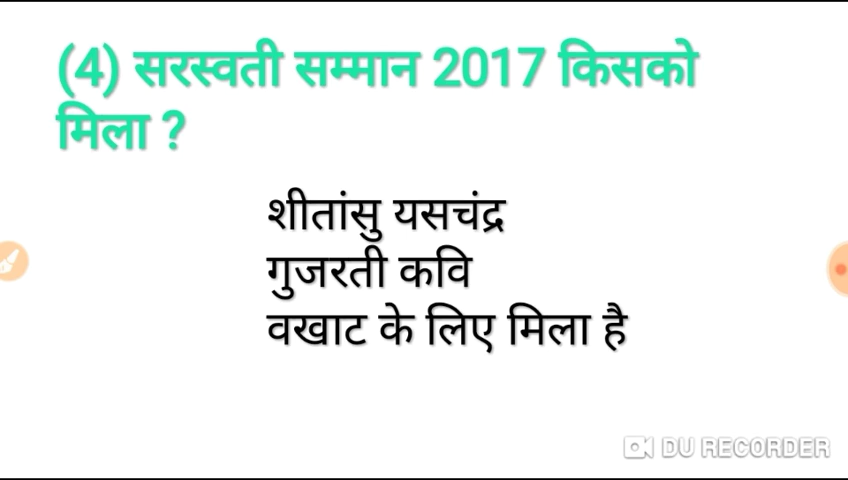 (4) सरस्वती सम्मान 2017 किसको
मिला ?
शीतांसु यसचंद्र
गुजरती कवि
वखाट के लिए मिला है
DU RECORDER